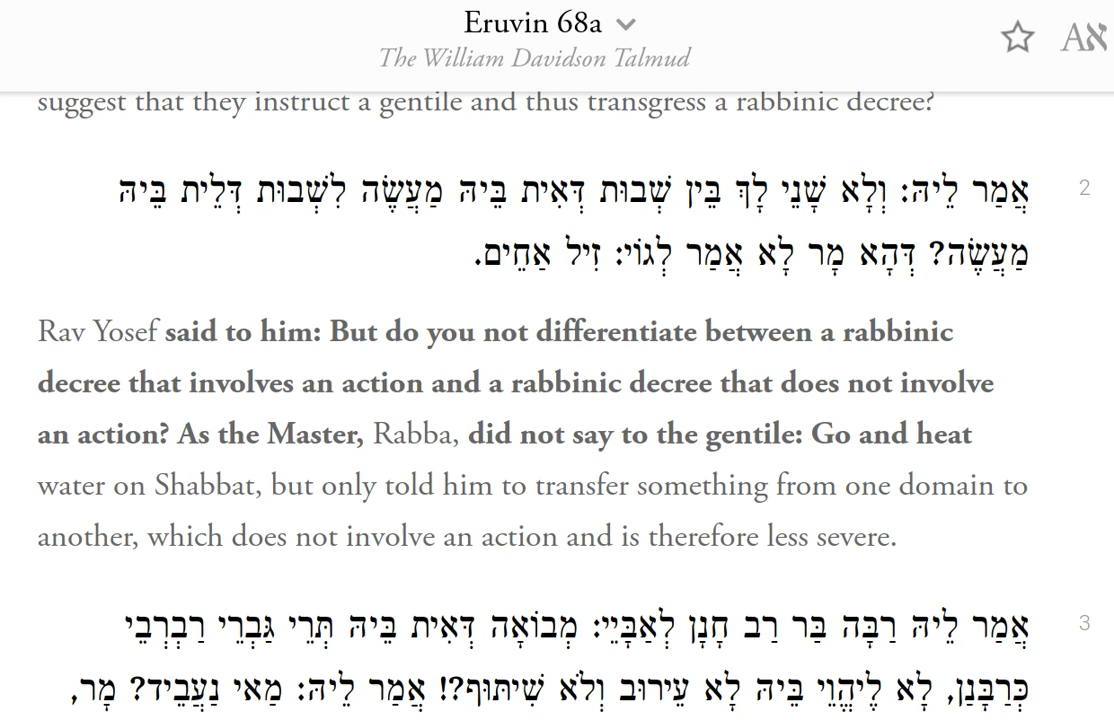 Eruvin 68a
The William Davidson Talmud
Aא
suggest that they instruct a gentile and thus transgress a rabbinic decree?
אֲמַר לֵיהּ: וְלָא שָׁנֵי לָךְ בֵּין שְׁבוּת דְּאִית בֵּיהּ מַעֲשֶׂה לִשְׁבוּת דְּלֵית בֵּיהּ
2
מַעֲשֶׂה? דְּהָא מָר לָא אֲמַר לְגוֹי: זִיל אַחֵים.
Rav Yosef said to him: But do you not differentiate between a rabbinic
decree that involves an action and a rabbinic decree that does not involve
an action? As the Master, Rabba, did not say to the gentile: Go and heat
water on Shabbat, but only told him to transfer something from one domain to
another, which does not involve an action and is therefore less severe.
אֲמַר לֵיהּ רַבָּה בַּר רַב חָנָן לְאַבָּיֵי: מְבוֹאָה דְּאִית בֵּיהּ תְּרֵי גַּבְרֵי רַבְרְבֵי
3
כְּרַבָּנַן, לָא לֶיהֱוֵי בֵּיהּ לָא עֵירוּב וְלֹא שִׁיתּוּף?! אֲמַר לֵיהּ: מַאי נַעֲבֵיד? מָר,